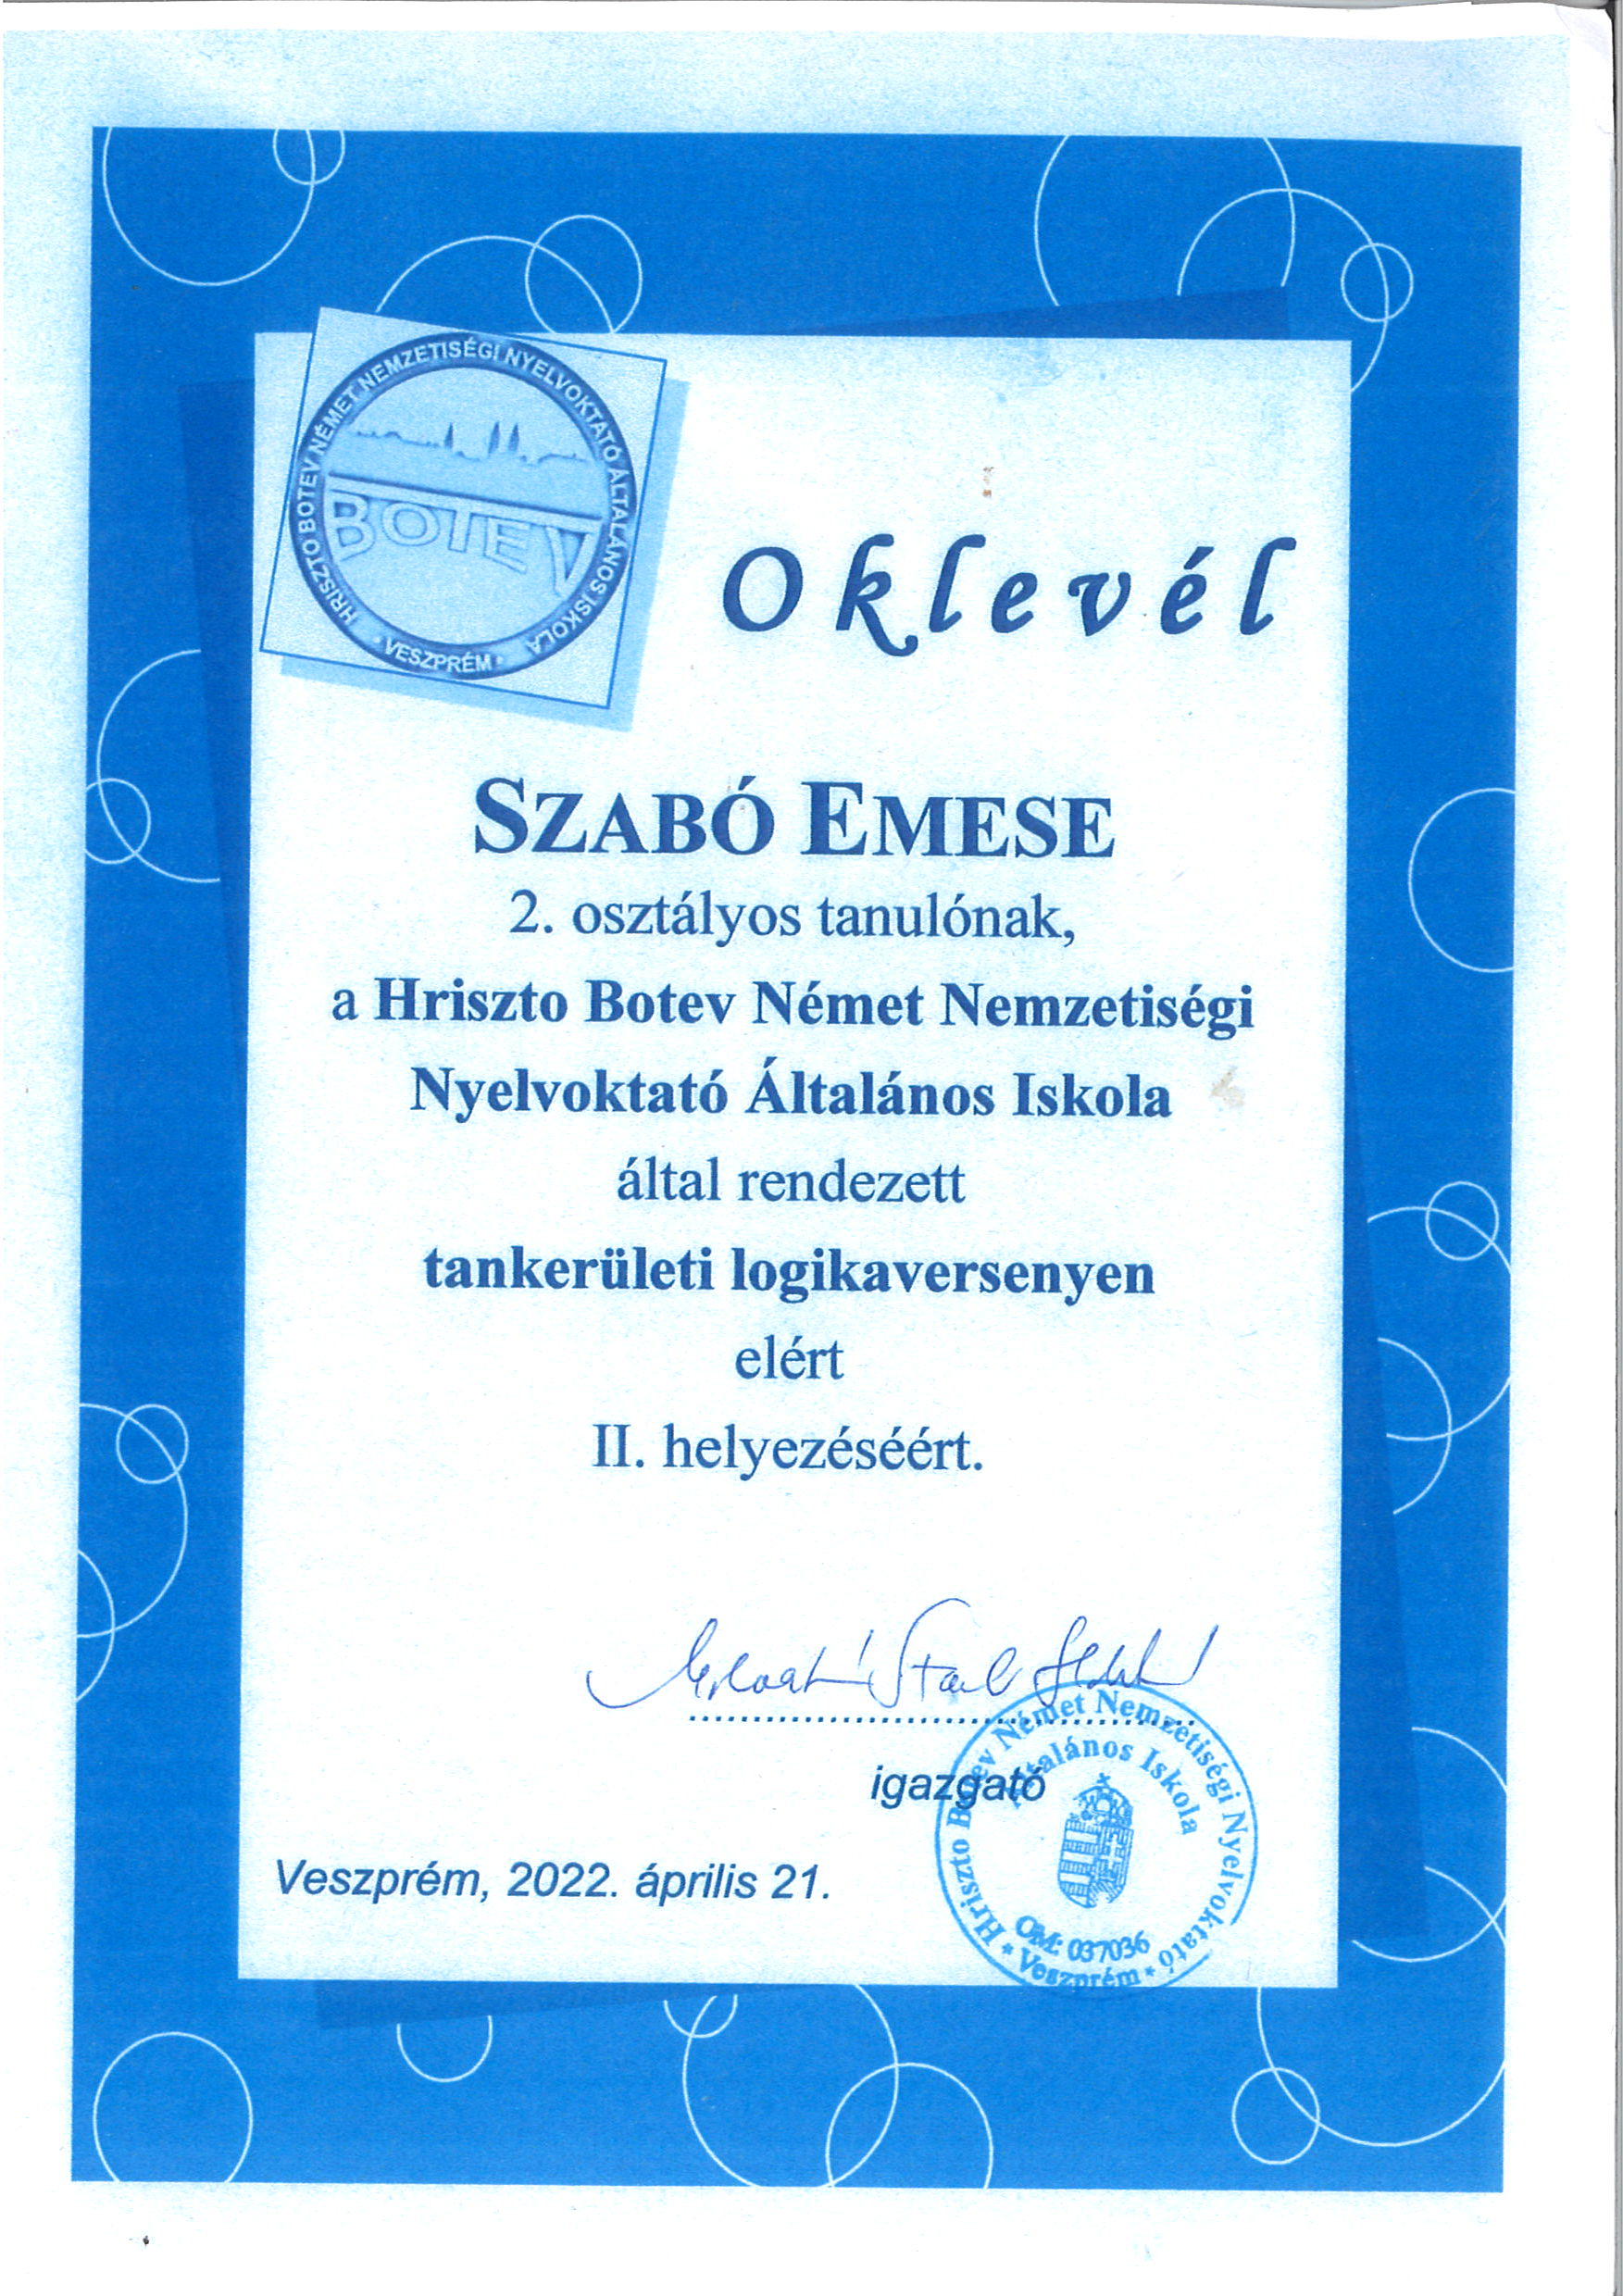 HRISZTO BOTEV NÉMET NEMZETISÉGI NYELVOKTATÓ ÁLTALÁNOS ISKOLA
• VESZPRÉM •
BOTEV
Oklevél
SZABÓ EMESE
2. osztályos tanulónak,
a Hriszto Botev Német Nemzetiségi
Nyelvoktató Általános Iskola
által rendezett
tankerületi logikaversenyen
elért
II. helyezéséért.
igazgató
Hriszto Botev Német Nemzetiségi Nyelvoktató
Általános Iskola
OM: 037036
* Veszprém *
Veszprém, 2022. április 21.